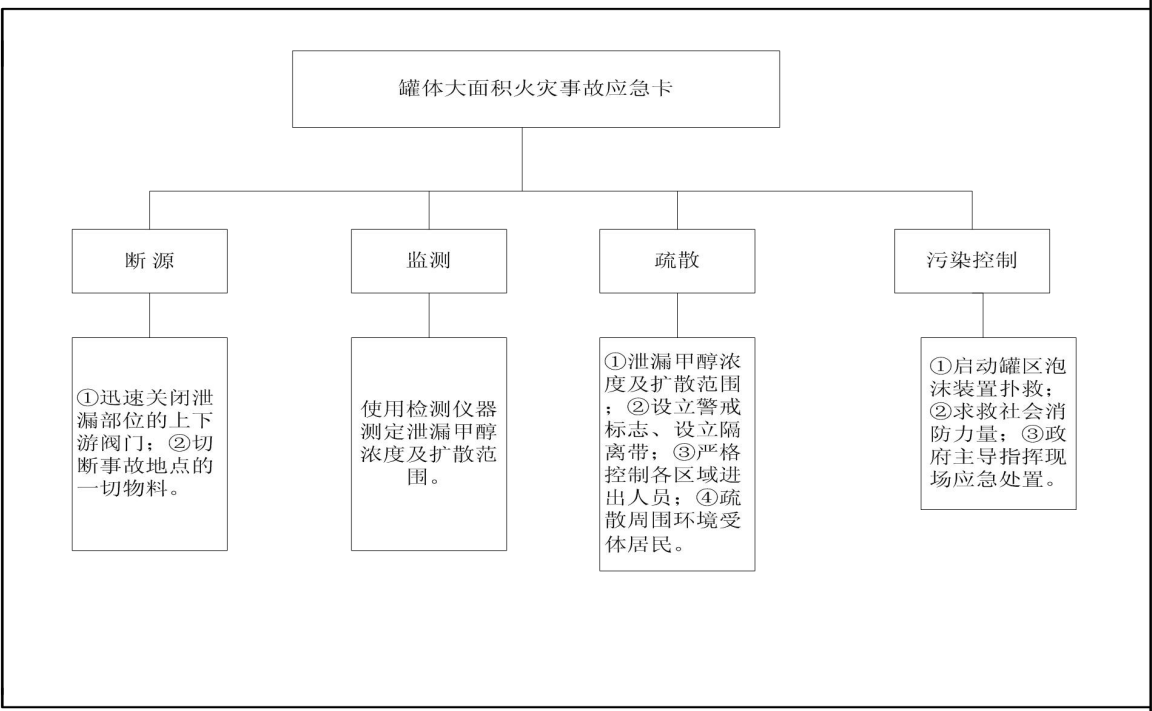 罐体大面积火灾事故应急卡
断 源
监测
疏散
污染控制
①迅速关闭泄
漏部位的上下
游阀门；②切
断事故地点的
一切物料。
使用检测仪器
测定泄漏甲醇
浓度及扩散范
围。
①泄漏甲醇浓
度及扩散范围
；②设立警戒
标志、设立隔
离带；③严格
控制各区域进
出人员；④疏
散周围环境受
体居民。
①启动罐区泡
沫装置扑救；
②求救社会消
防力量；③政
府主导指挥现
场应急处置。